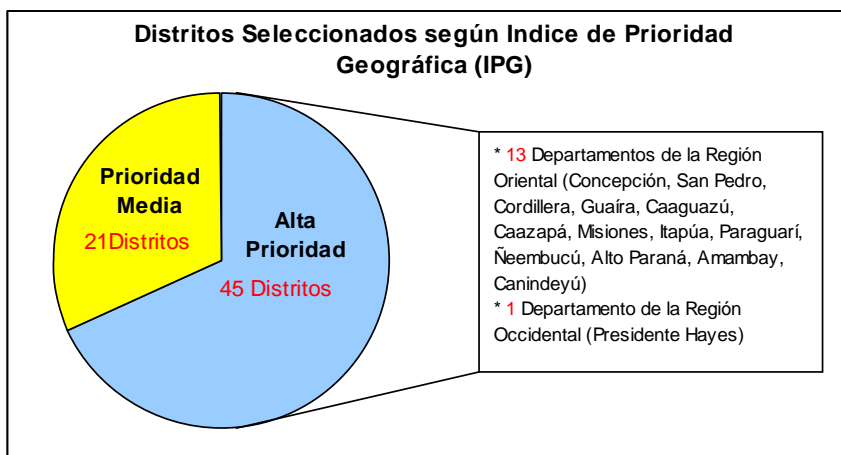 Distritos Seleccionados según Indice de Prioridad
Geográfica (IPG)
Prioridad
Media
21Distritos
Alta
Prioridad
45 Distritos
* 13 Departamentos de la Región
Oriental (Concepción, San Pedro,
Cordillera, Guaíra, Caaguazú,
Caazapá, Misiones, Itapúa, Paraguarí,
Ñeembucú, Alto Paraná, Amambay,
Canindeyú)
* 1 Departamento de la Región
Occidental (Presidente Hayes)